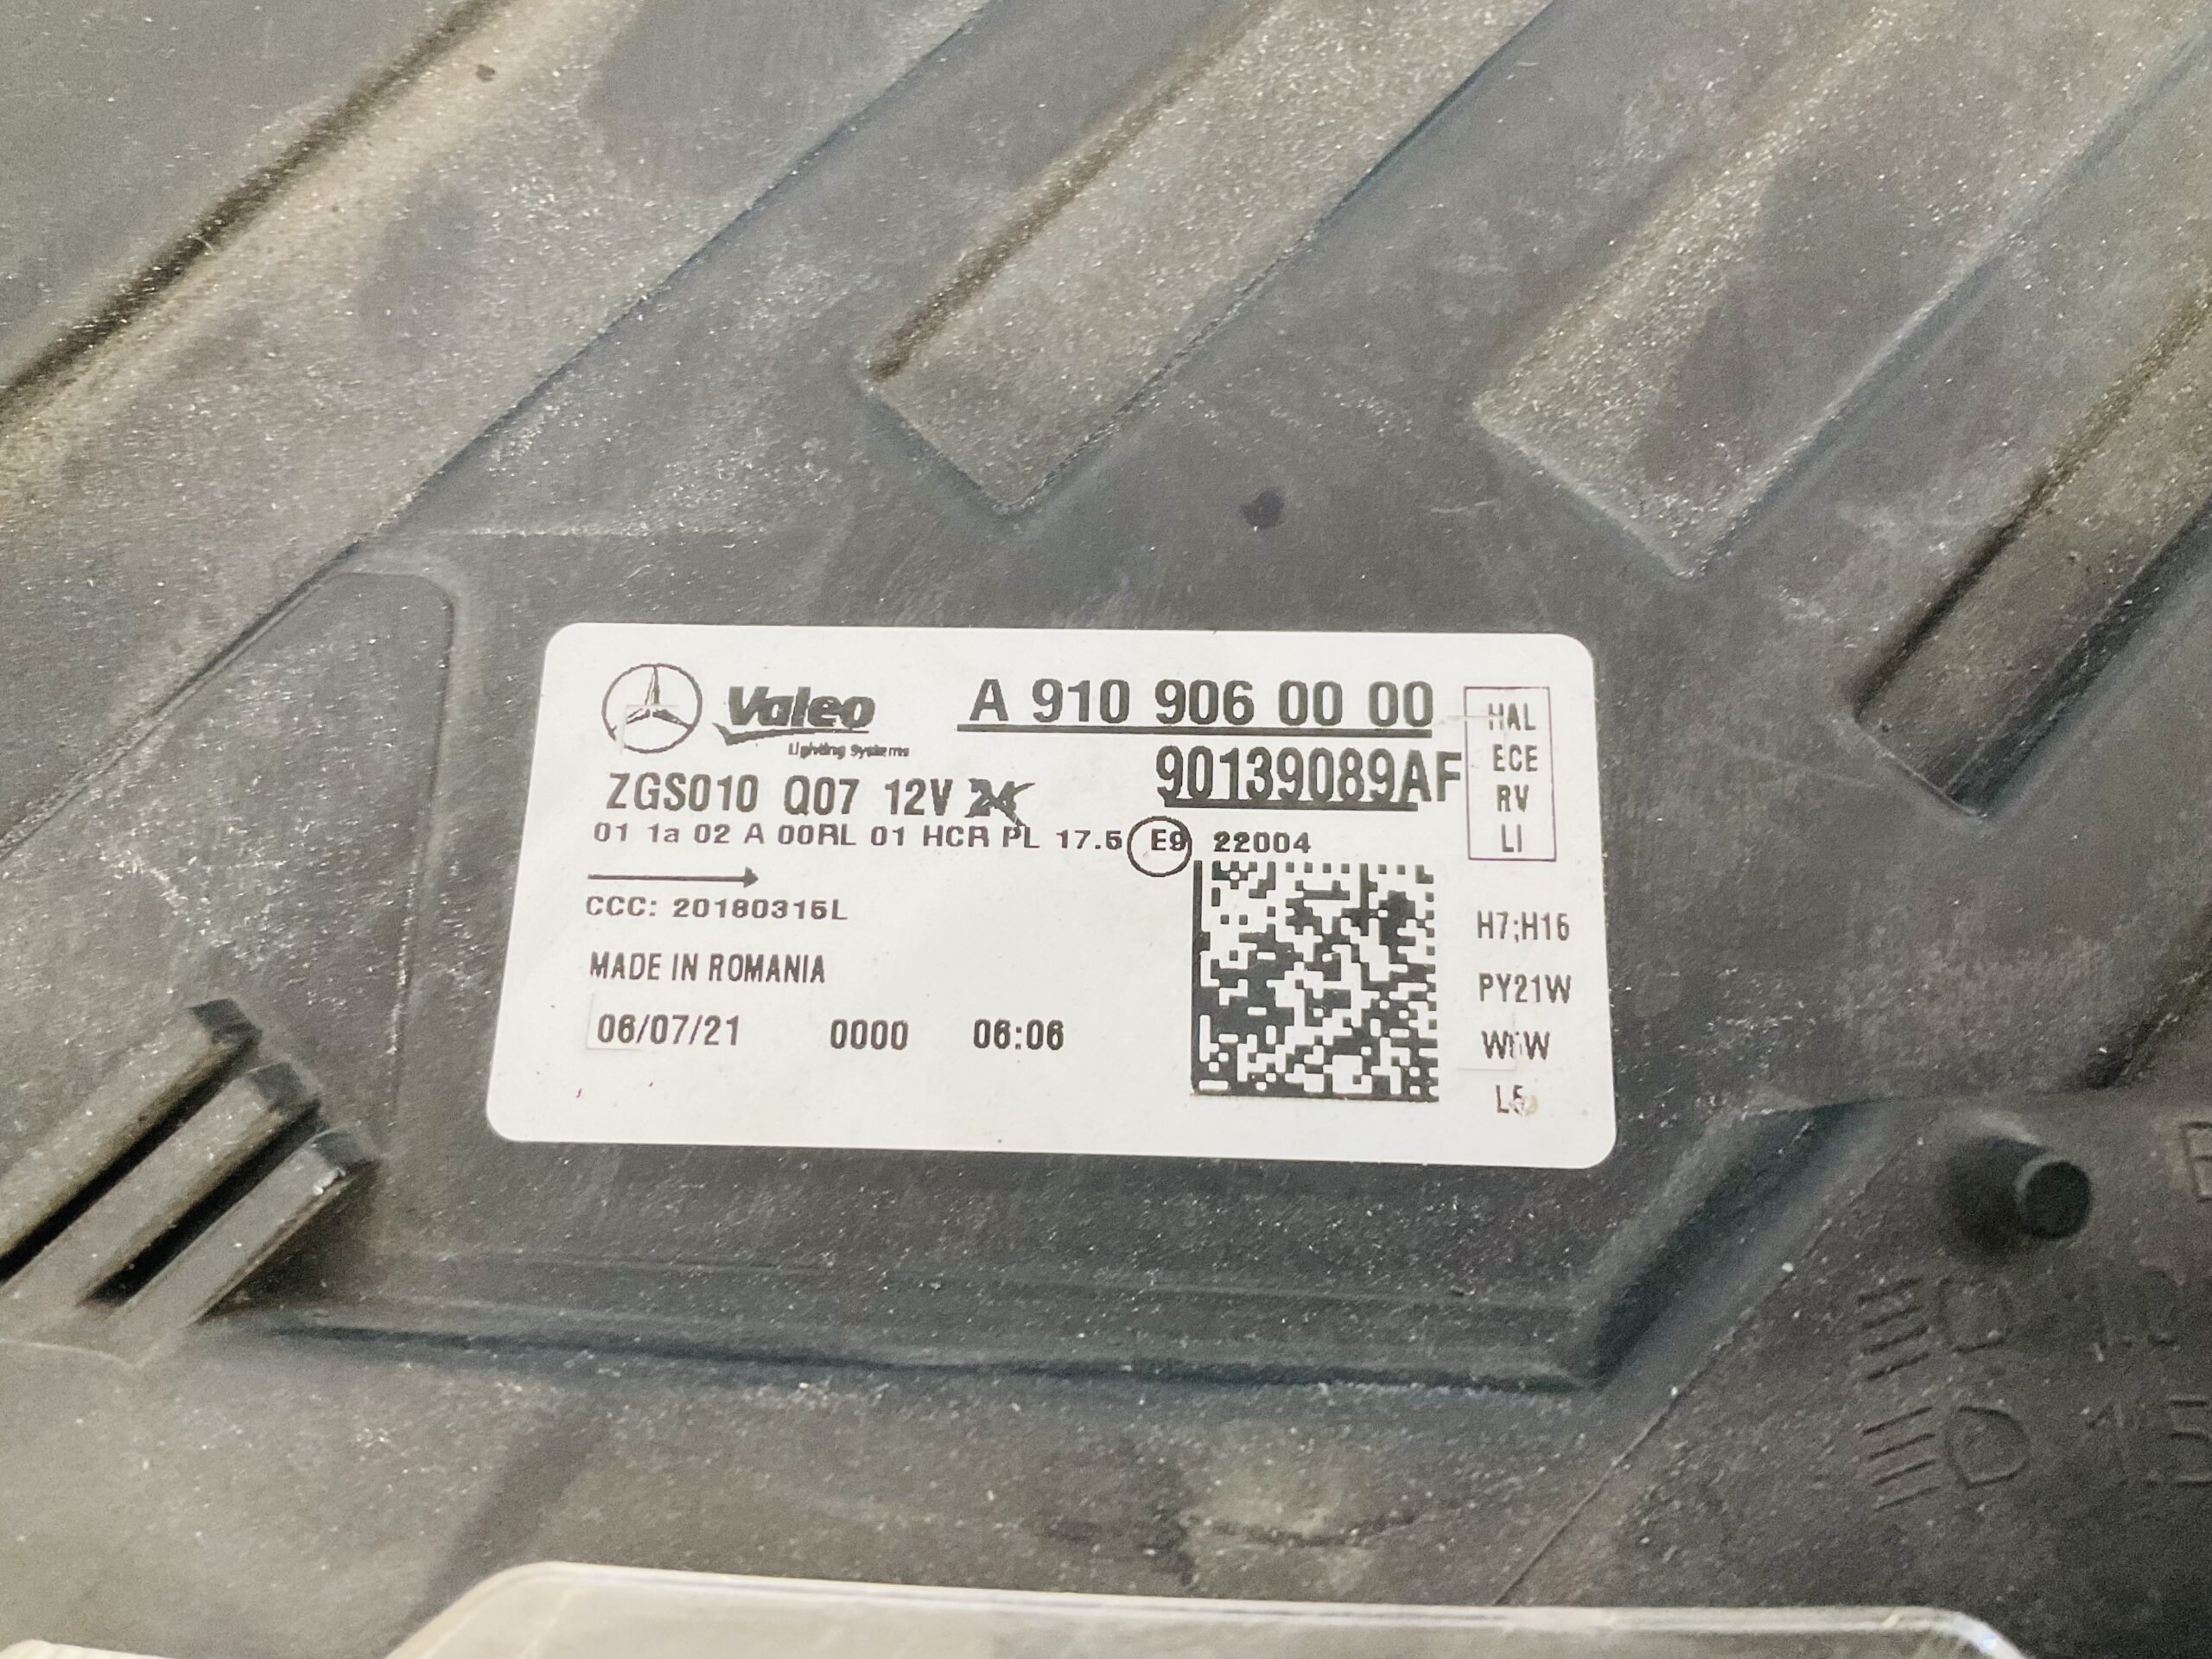 Valeo
Lighting Systems
A 910 906 00 00
90139089AF
HAL
ECE
RV
LI
ZGS010 Q07 12V 24
01 1a 02 A 00RL 01 HCR PL 17.5 E9 22004
CCC: 20180315L
MADE IN ROMANIA
06/07/21 0000 06:06
H7;H15
PY21W
W5W